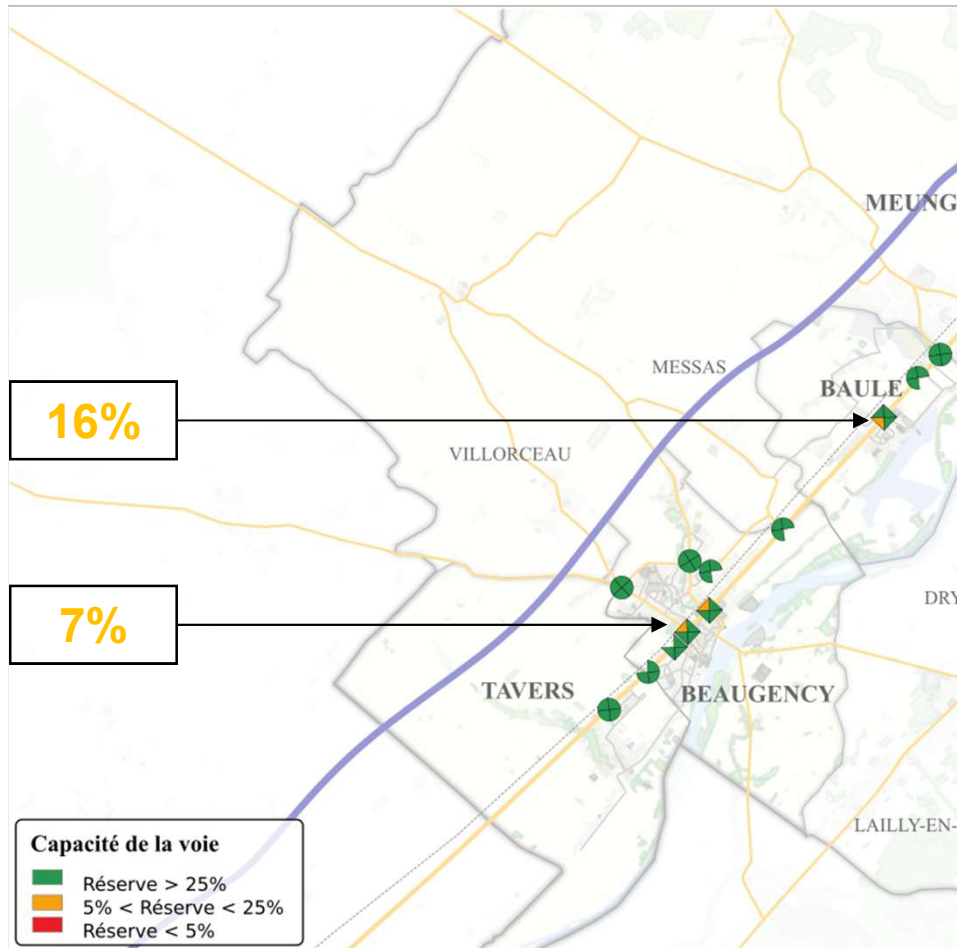 MEUNG
MESSAS
BAULE
16%
VILLORCEAU
7%
DRY
TAVERS
BEAUGENCY
LAILLY-EN-
Capacité de la voie
Réserve > 25%
5% < Réserve < 25%
Réserve < 5%